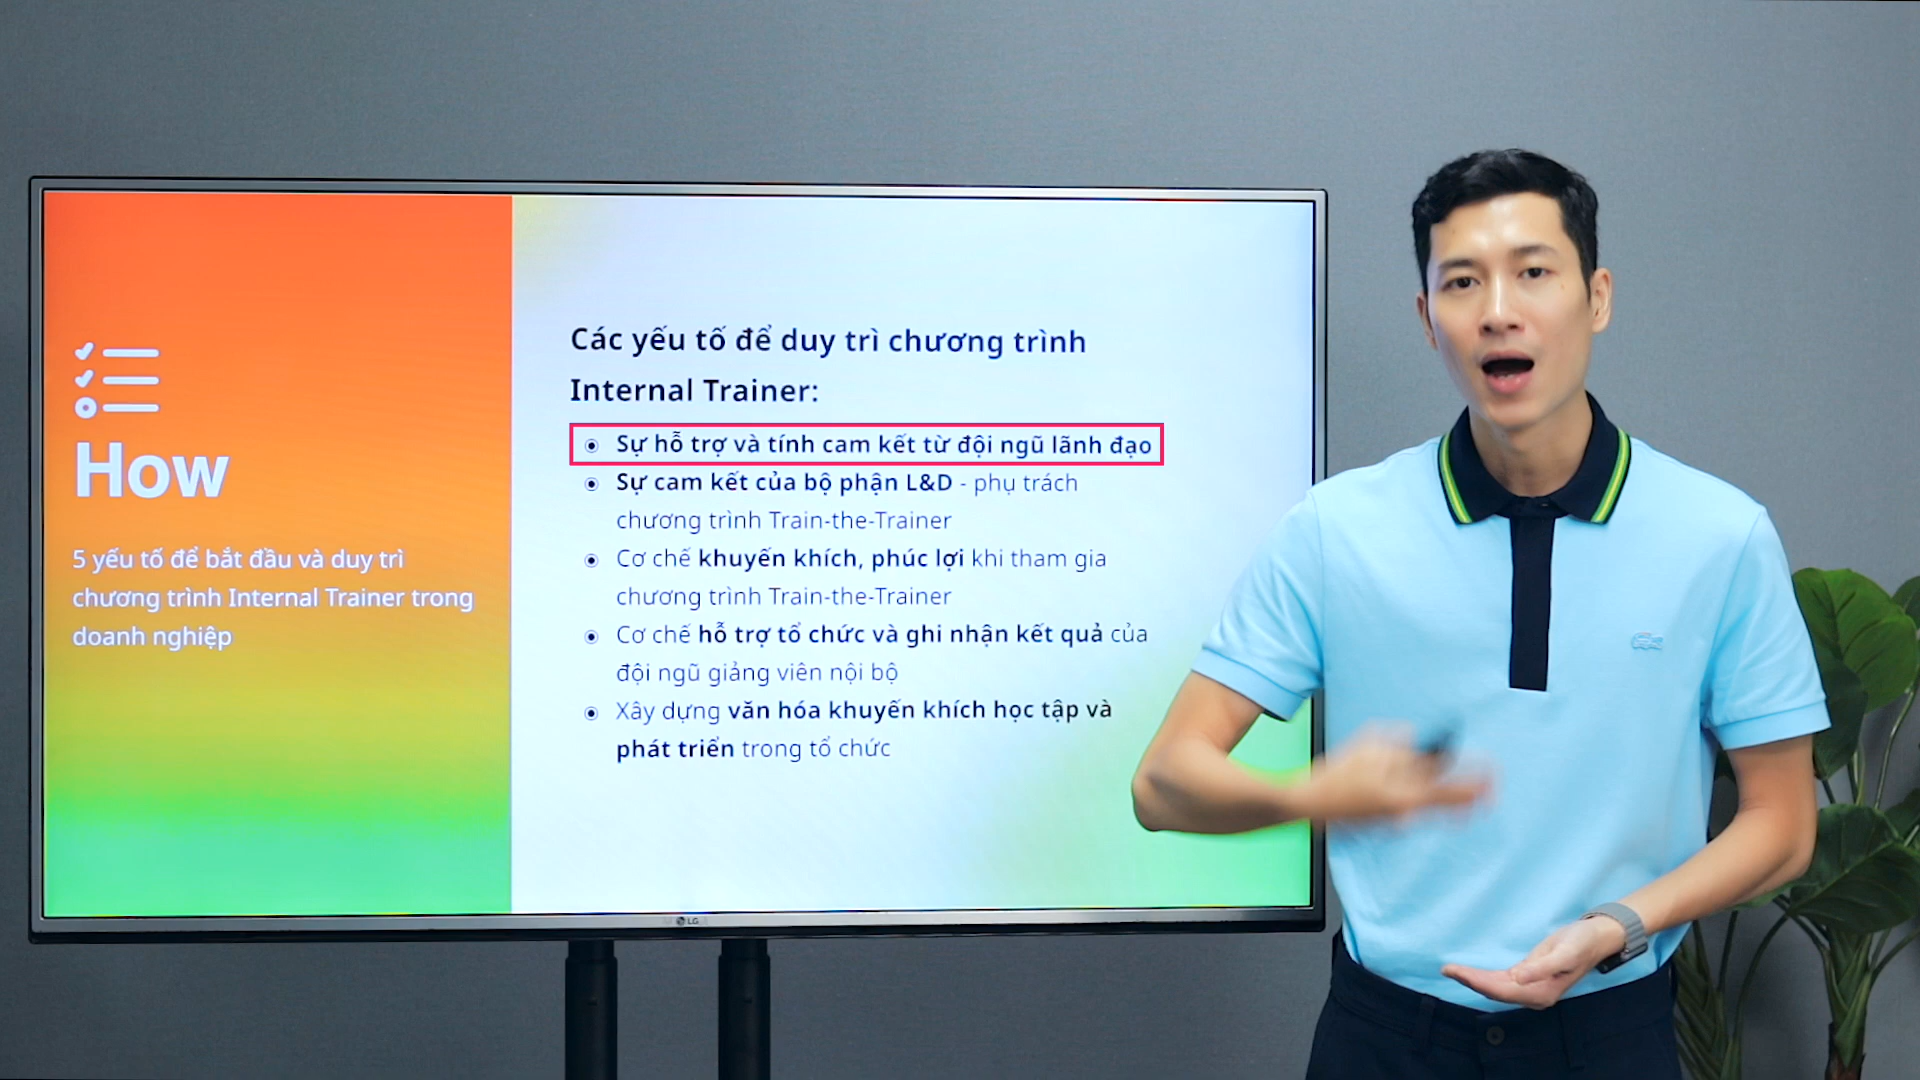 How
5 yếu tố để bắt đầu và duy trì
chương trình Internal Trainer trong
doanh nghiệp
Các yếu tố để duy trì chương trình
Internal Trainer:
Sự hỗ trợ và tính cam kết từ đội ngũ lãnh đạo
Sự cam kết của bộ phận L&D - phụ trách
chương trình Train-the-Trainer
Cơ chế khuyến khích, phúc lợi khi tham gia
chương trình Train-the-Trainer
Cơ chế hỗ trợ tổ chức và ghi nhận kết quả của
đội ngũ giảng viên nội bộ
Xây dựng văn hóa khuyến khích học tập và
phát triển trong tổ chức
LG